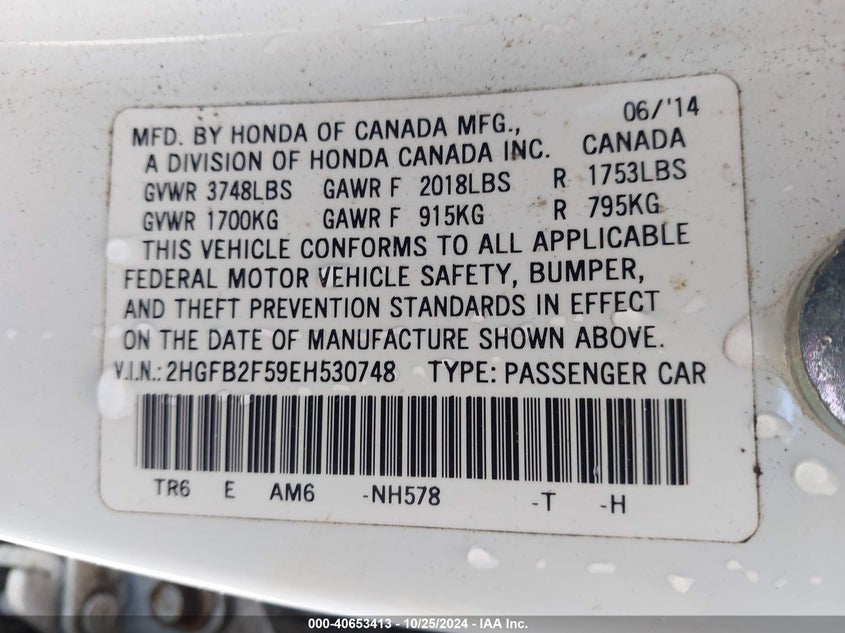 06/'14
MFD. BY HONDA OF CANADA MFG.,
A DIVISION OF HONDA CANADA INC. CANADA
GVWR 3748LBS GAWR F 2018LBS R 1753LBS
GVWR 1700KG GAWR F 915KG R 795KG
THIS VEHICLE CONFORMS TO ALL APPLICABLE
FEDERAL MOTOR VEHICLE SAFETY, BUMPER,
AND THEFT PREVENTION STANDARDS IN EFFECT
ON THE DATE OF MANUFACTURE SHOWN ABOVE.
V.I.N.: 2HGFB2F59EH530748 TYPE: PASSENGER CAR
TR6 E AM6 -NH578 -T -H
000-40653413 - 10/25/2024 - IAA Inc.